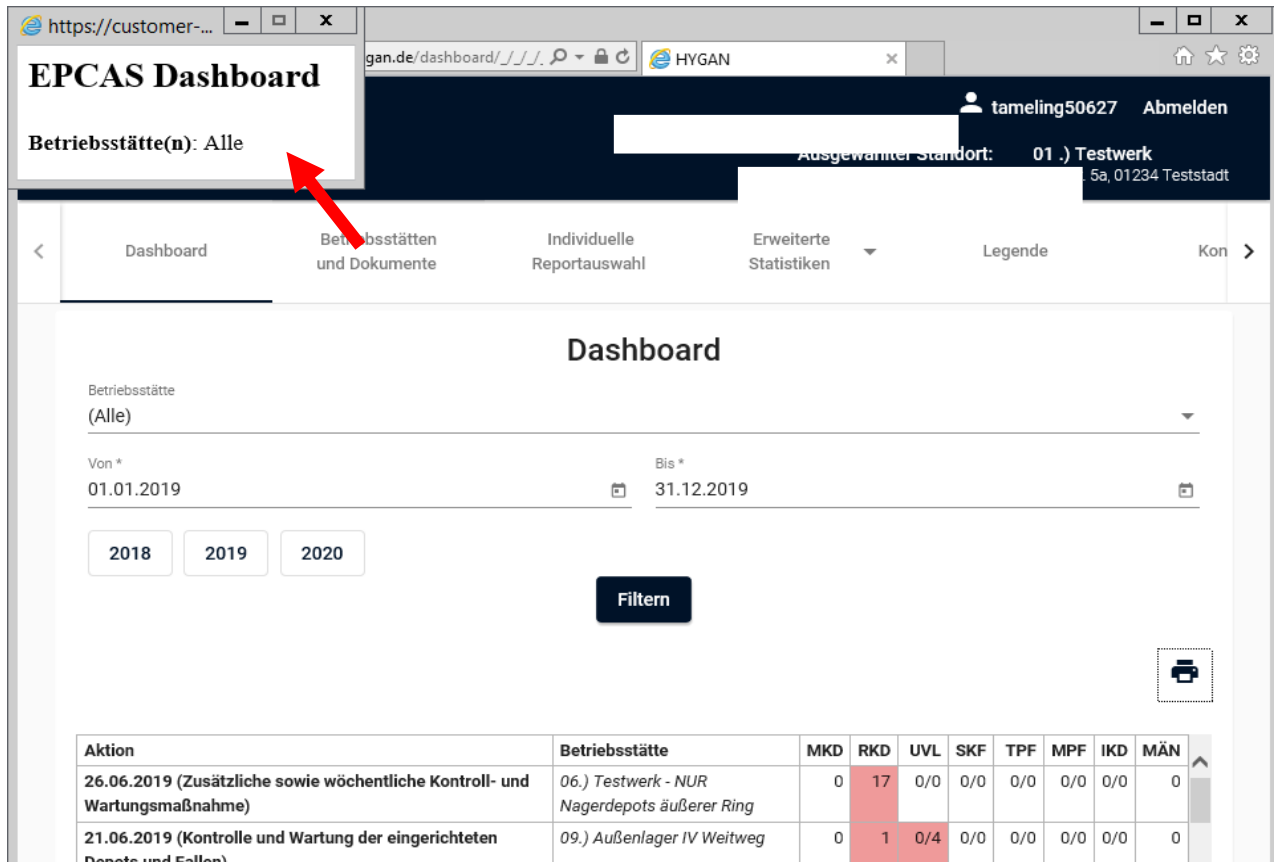 https://customer-...
EPCAS Dashboard
Betriebsstätte(n): Alle
gan.de/dashboard/_/_/_/.
HYGAN
tameling50627 Abmelden
Ausgewählter Standort: 01 .) Testwerk
5a, 01234 Teststadt
Dashboard
Betriebsstätten
und Dokumente
Individuelle
Reportauswahl
Erweiterte
Statistiken
Legende
Kon
Dashboard
Betriebsstätte
(Alle)
Von *
01.01.2019
Bis *
31.12.2019
2018 2019 2020
Filtern
Aktion Betriebsstätte MKD RKD UVL SKF TPF MPF IKD MÄN
26.06.2019 (Zusätzliche sowie wöchentliche Kontroll- und
Wartungsmaßnahme)
06.) Testwerk - NUR
Nagerdepots äußerer Ring
0 17 0/0 0/0 0/0 0/0 0/0 0
21.06.2019 (Kontrolle und Wartung der eingerichteten
Depots und Fallen)
09.) Außenlager IV Weitweg
0 1 0/4 0/0 0/0 0/0 0/0 0